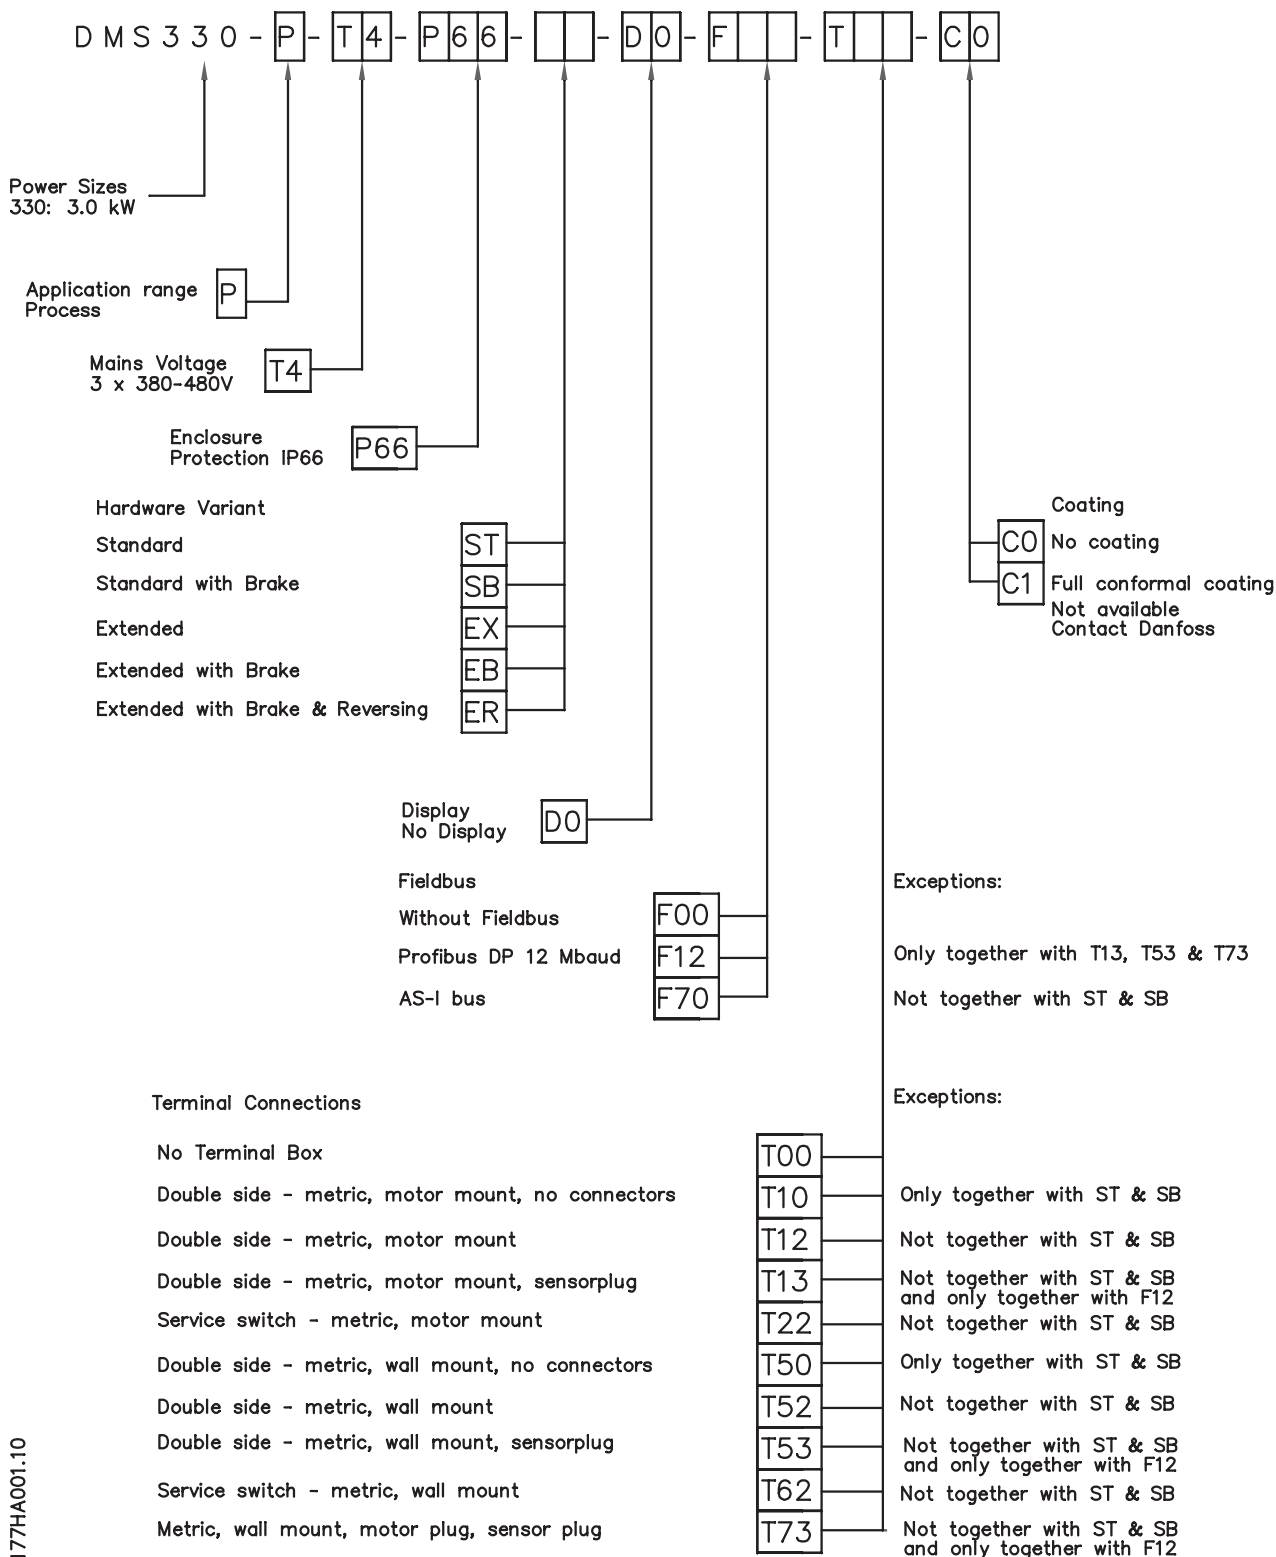 DMS330-P-T4-P66- -D0-F -T -C0
Power Sizes
330: 3.0 kW
Application range
Process
P
Mains Voltage
3 x 380-480V
T4
Enclosure
Protection IP66
P66
Hardware Variant
Standard ST
Standard with Brake SB
Extended EX
Extended with Brake EB
Extended with Brake & Reversing ER
Coating
C0 No coating
C1 Full conformal coating
Not available
Contact Danfoss
Display
No Display
D0
Fieldbus Exceptions:
Without Fieldbus F00
Profibus DP 12 Mbaud F12 Only together with T13, T53 & T73
AS-I bus F70 Not together with ST & SB
Terminal Connections Exceptions:
No Terminal Box T00
Double side - metric, motor mount, no connectors T10 Only together with ST & SB
Double side - metric, motor mount T12 Not together with ST & SB
Double side - metric, motor mount, sensorplug T13 Not together with ST & SB
and only together with F12
Service switch - metric, motor mount T22 Not together with ST & SB
Double side - metric, wall mount, no connectors T50 Only together with ST & SB
Double side - metric, wall mount T52 Not together with ST & SB
Double side - metric, wall mount, sensorplug T53 Not together with ST & SB
and only together with F12
Service switch - metric, wall mount T62 Not together with ST & SB
Metric, wall mount, motor plug, sensor plug T73 Not together with ST & SB
and only together with F12
177HA001.10